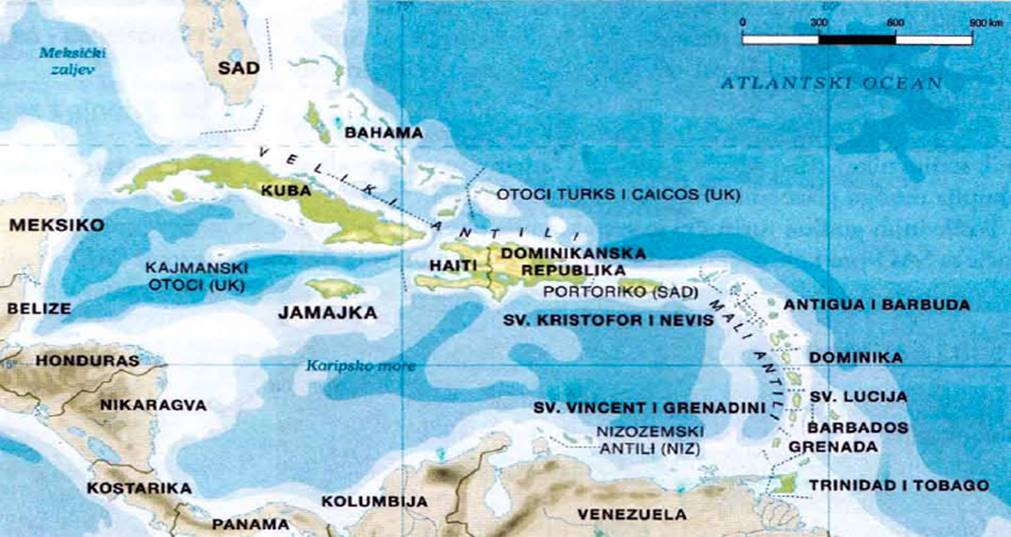 0 300 600 900 km
Meksički
zaljev
SAD
ATLANTSKI OCEAN
BAHAMA
VELIKI ANTILI
KUBA
OTOCI TURKS I CAICOS (UK)
MEKSIKO
KAJMANSKI
OTOCI (UK)
HAITI
DOMINIKANSKA
REPUBLIKA
PORTORIKO (SAD)
BELIZE
JAMAJKA
SV. KRISTOFOR I NEVIS
MALI ANTILI
ANTIGUA I BARBUDA
HONDURAS
15°
Karipsko more
DOMINIKA
NIKARAGVA
SV. VINCENT I GRENADINI
SV. LUCIJA
NIZOZEMSKI
ANTILI (NIZ)
BARBADOS
GRENADA
KOSTARIKA
KOLUMBIJA
TRINIDAD I TOBAGO
PANAMA
VENEZUELA